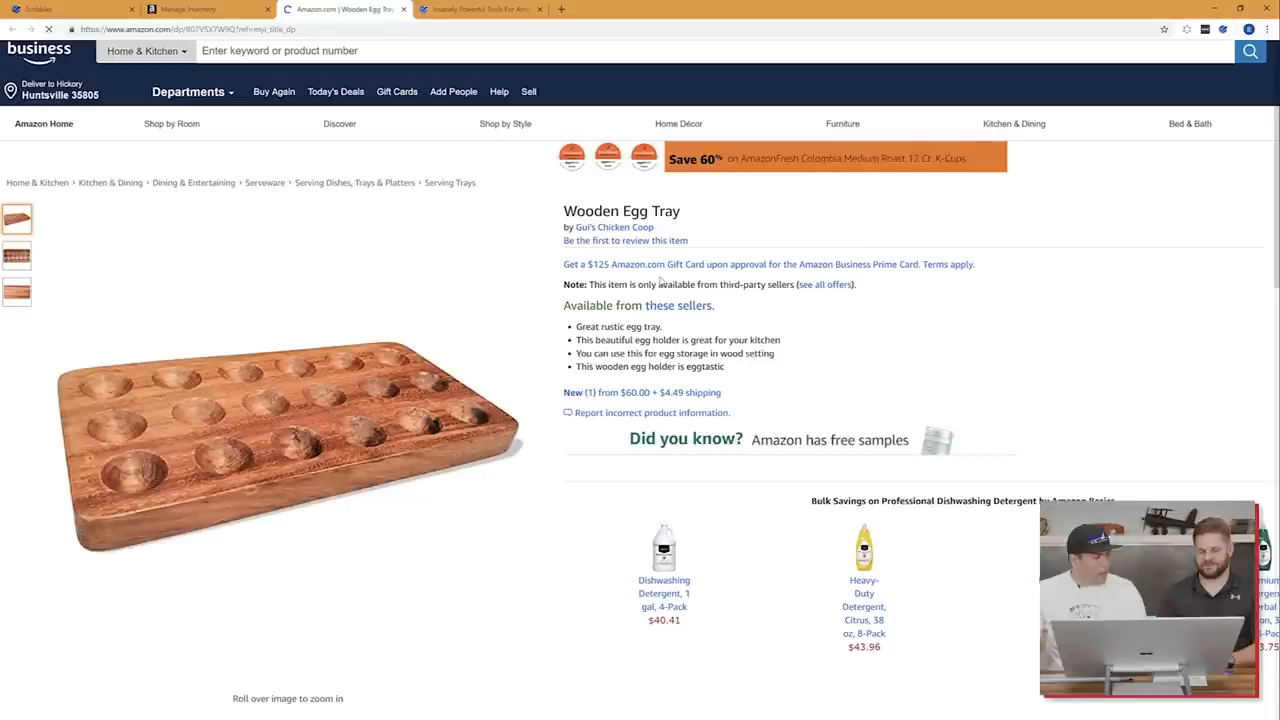 Scribbles
Manage Inventory
Amazon.com | Wooden Egg Tray
Insanely Powerful Tools For Ama
https://www.amazon.com/dp/B07VSX7W9Q?ref=myi_title_dp
business
Home & Kitchen
Enter keyword or product number
Deliver to Hickory
Huntsville 35805
Departments
Buy Again
Today's Deals
Gift Cards
Add People
Help
Sell
Amazon Home
Shop by Room
Discover
Shop by Style
Home Décor
Furniture
Kitchen & Dining
Bed & Bath
Save 60% on AmazonFresh Colombia Medium Roast 12 Ct. K-Cups
Home & Kitchen › Kitchen & Dining › Dining & Entertaining › Serveware › Serving Dishes, Trays & Platters › Serving Trays
Wooden Egg Tray
by Gui's Chicken Coop
Be the first to review this item
Get a $125 Amazon.com Gift Card upon approval for the Amazon Business Prime Card. Terms apply.
Note: This item is only available from third-party sellers (see all offers).
Available from these sellers.
• Great rustic egg tray.
• This beautiful egg holder is great for your kitchen
• You can use this for egg storage in wood setting
• This wooden egg holder is eggtastic
New (1) from $60.00 + $4.49 shipping
Report incorrect product information.
Did you know? Amazon has free samples
Bulk Savings on Professional Dishwashing Detergent by Amazon Basics
Dishwashing
Detergent, 1
gal, 4-Pack
$40.41
Heavy-
Duty
Detergent,
Citrus, 38
oz, 8-Pack
$43.96
Roll over image to zoom in